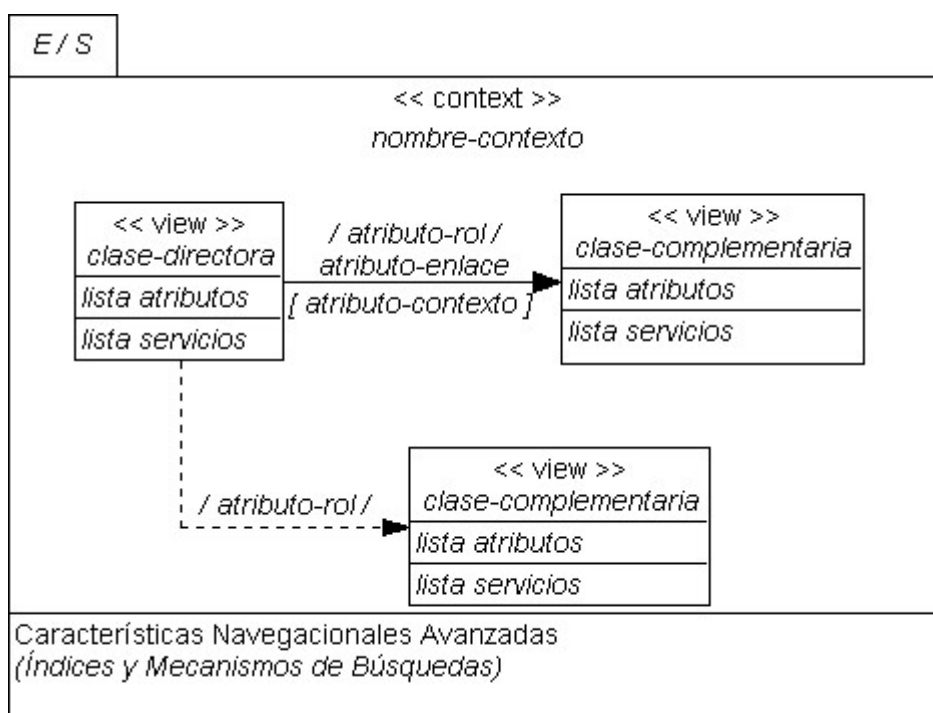 E / S
<< context >>
nombre-contexto
<< view >>
clase-directora
lista atributos
lista servicios
/ atributo-rol /
atributo-enlace
[ atributo-contexto ]
<< view >>
clase-complementaria
lista atributos
lista servicios
/ atributo-rol /
<< view >>
clase-complementaria
lista atributos
lista servicios
Características Navegacionales Avanzadas
(Índices y Mecanismos de Búsquedas)